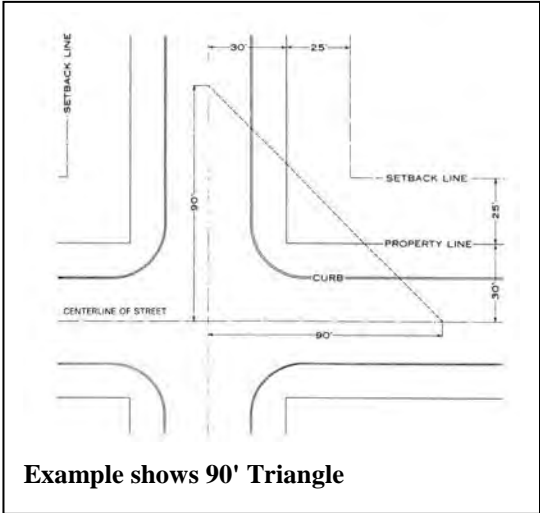 30' 25'
SETBACK LINE
SETBACK LINE
90'
25'
PROPERTY LINE
CURB
30'
CENTERLINE OF STREET
90'
Example shows 90' Triangle